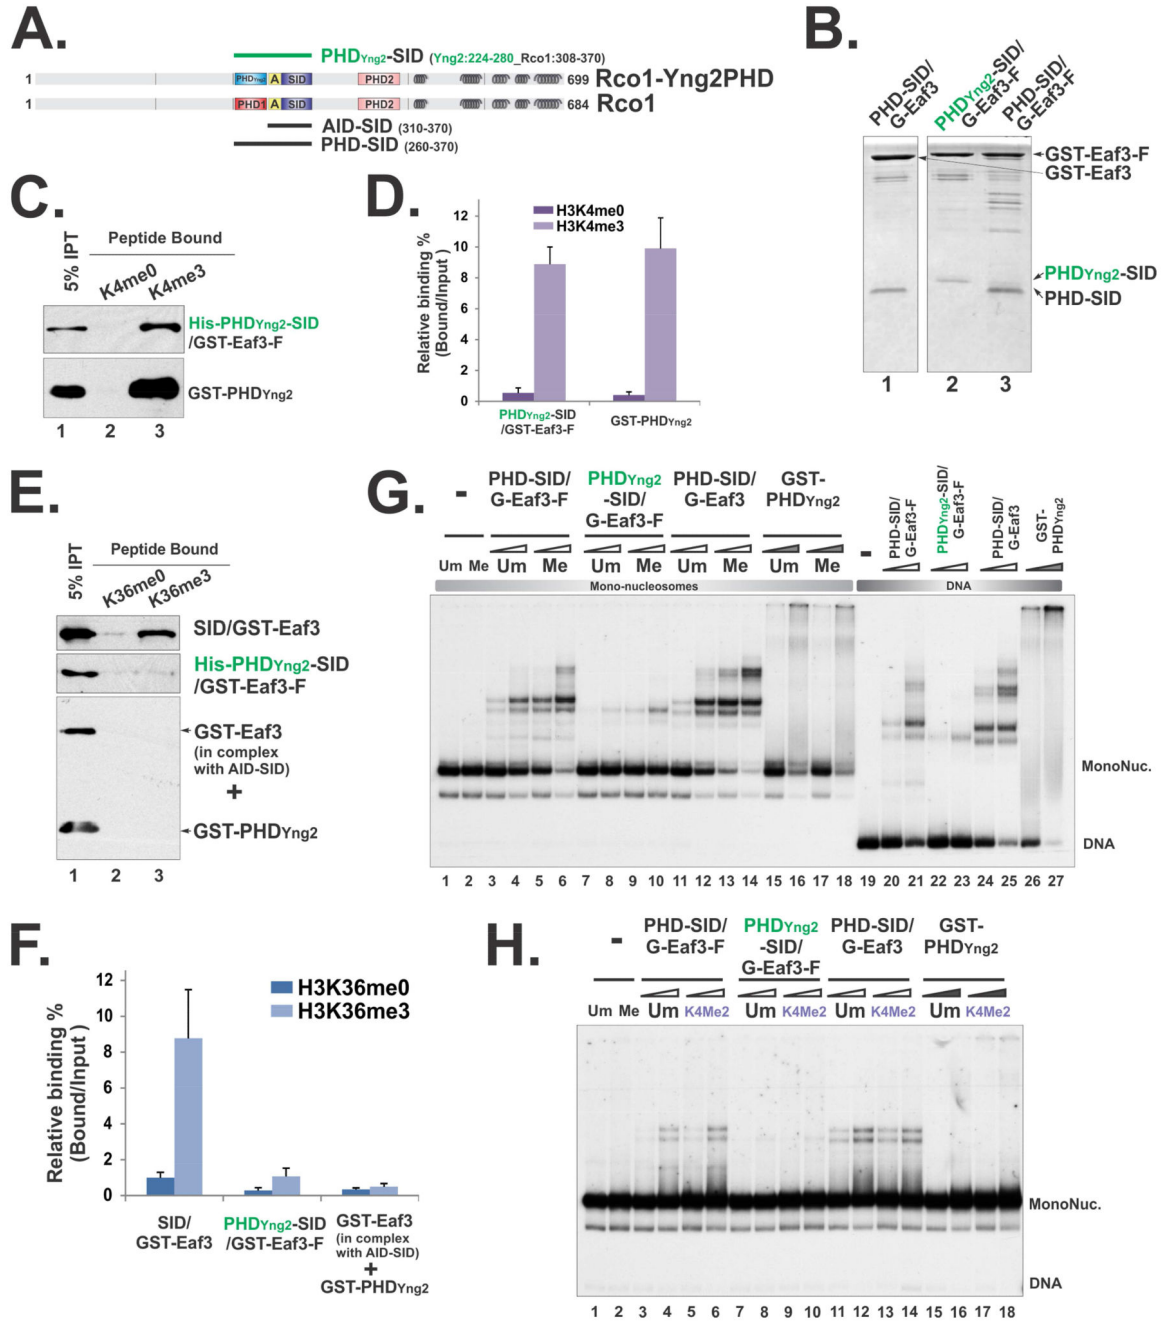 A.
PHDYng2-SID (Yng2:224-280_Rco1:308-370)
1 PHDYng2 A SID PHD2 699 Rco1-Yng2PHD
1 PHD1 A SID PHD2 684 Rco1
AID-SID (310-370)
PHD-SID (260-370)
B.
PHD-SID/
G-Eaf3
PHDYng2-SID/
G-Eaf3-F
PHD-SID/
G-Eaf3-F
GST-Eaf3-F
GST-Eaf3
PHDYng2-SID
PHD-SID
1 2 3
C.
5% IPT
Peptide Bound
K4me0
K4me3
His-PHDYng2-SID
/GST-Eaf3-F
GST-PHDYng2
1 2 3
D.
H3K4me0
H3K4me3
Relative binding %
(Bound/Input )
12
10
8
6
4
2
0
PHDYng2-SID
/GST-Eaf3-F
GST-PHDYng2
E.
5% IPT
Peptide Bound
K36me0
K36me3
SID/GST-Eaf3
His-PHDYng2-SID
/GST-Eaf3-F
GST-Eaf3
(in complex
with AID-SID)
+
GST-PHDYng2
1 2 3
F.
H3K36me0
H3K36me3
Relative binding %
(Bound/Input )
12
10
8
6
4
2
0
SID/
GST-Eaf3
PHDYng2-SID
/GST-Eaf3-F
GST-Eaf3
(in complex
with AID-SID)
+
GST-PHDYng2
G.
-
PHD-SID/
G-Eaf3-F
PHDYng2
-SID/
G-Eaf3-F
PHD-SID/
G-Eaf3
GST-
PHDYng2
-
PHD-SID/
G-Eaf3-F
PHDYng2-SID/
G-Eaf3-F
PHD-SID/
G-Eaf3
GST-
PHDYng2
Um Me Um Me Um Me Um Me Um Me
Mono-nucleosomes DNA
MonoNuc.
DNA
1 2 3 4 5 6 7 8 9 10 11 12 13 14 15 16 17 18 19 20 21 22 23 24 25 26 27
H.
-
PHD-SID/
G-Eaf3-F
PHDYng2
-SID/
G-Eaf3-F
PHD-SID/
G-Eaf3
GST-
PHDYng2
Um Me Um K4Me2 Um K4Me2 Um K4Me2 Um K4Me2
MonoNuc.
DNA
1 2 3 4 5 6 7 8 9 10 11 12 13 14 15 16 17 18